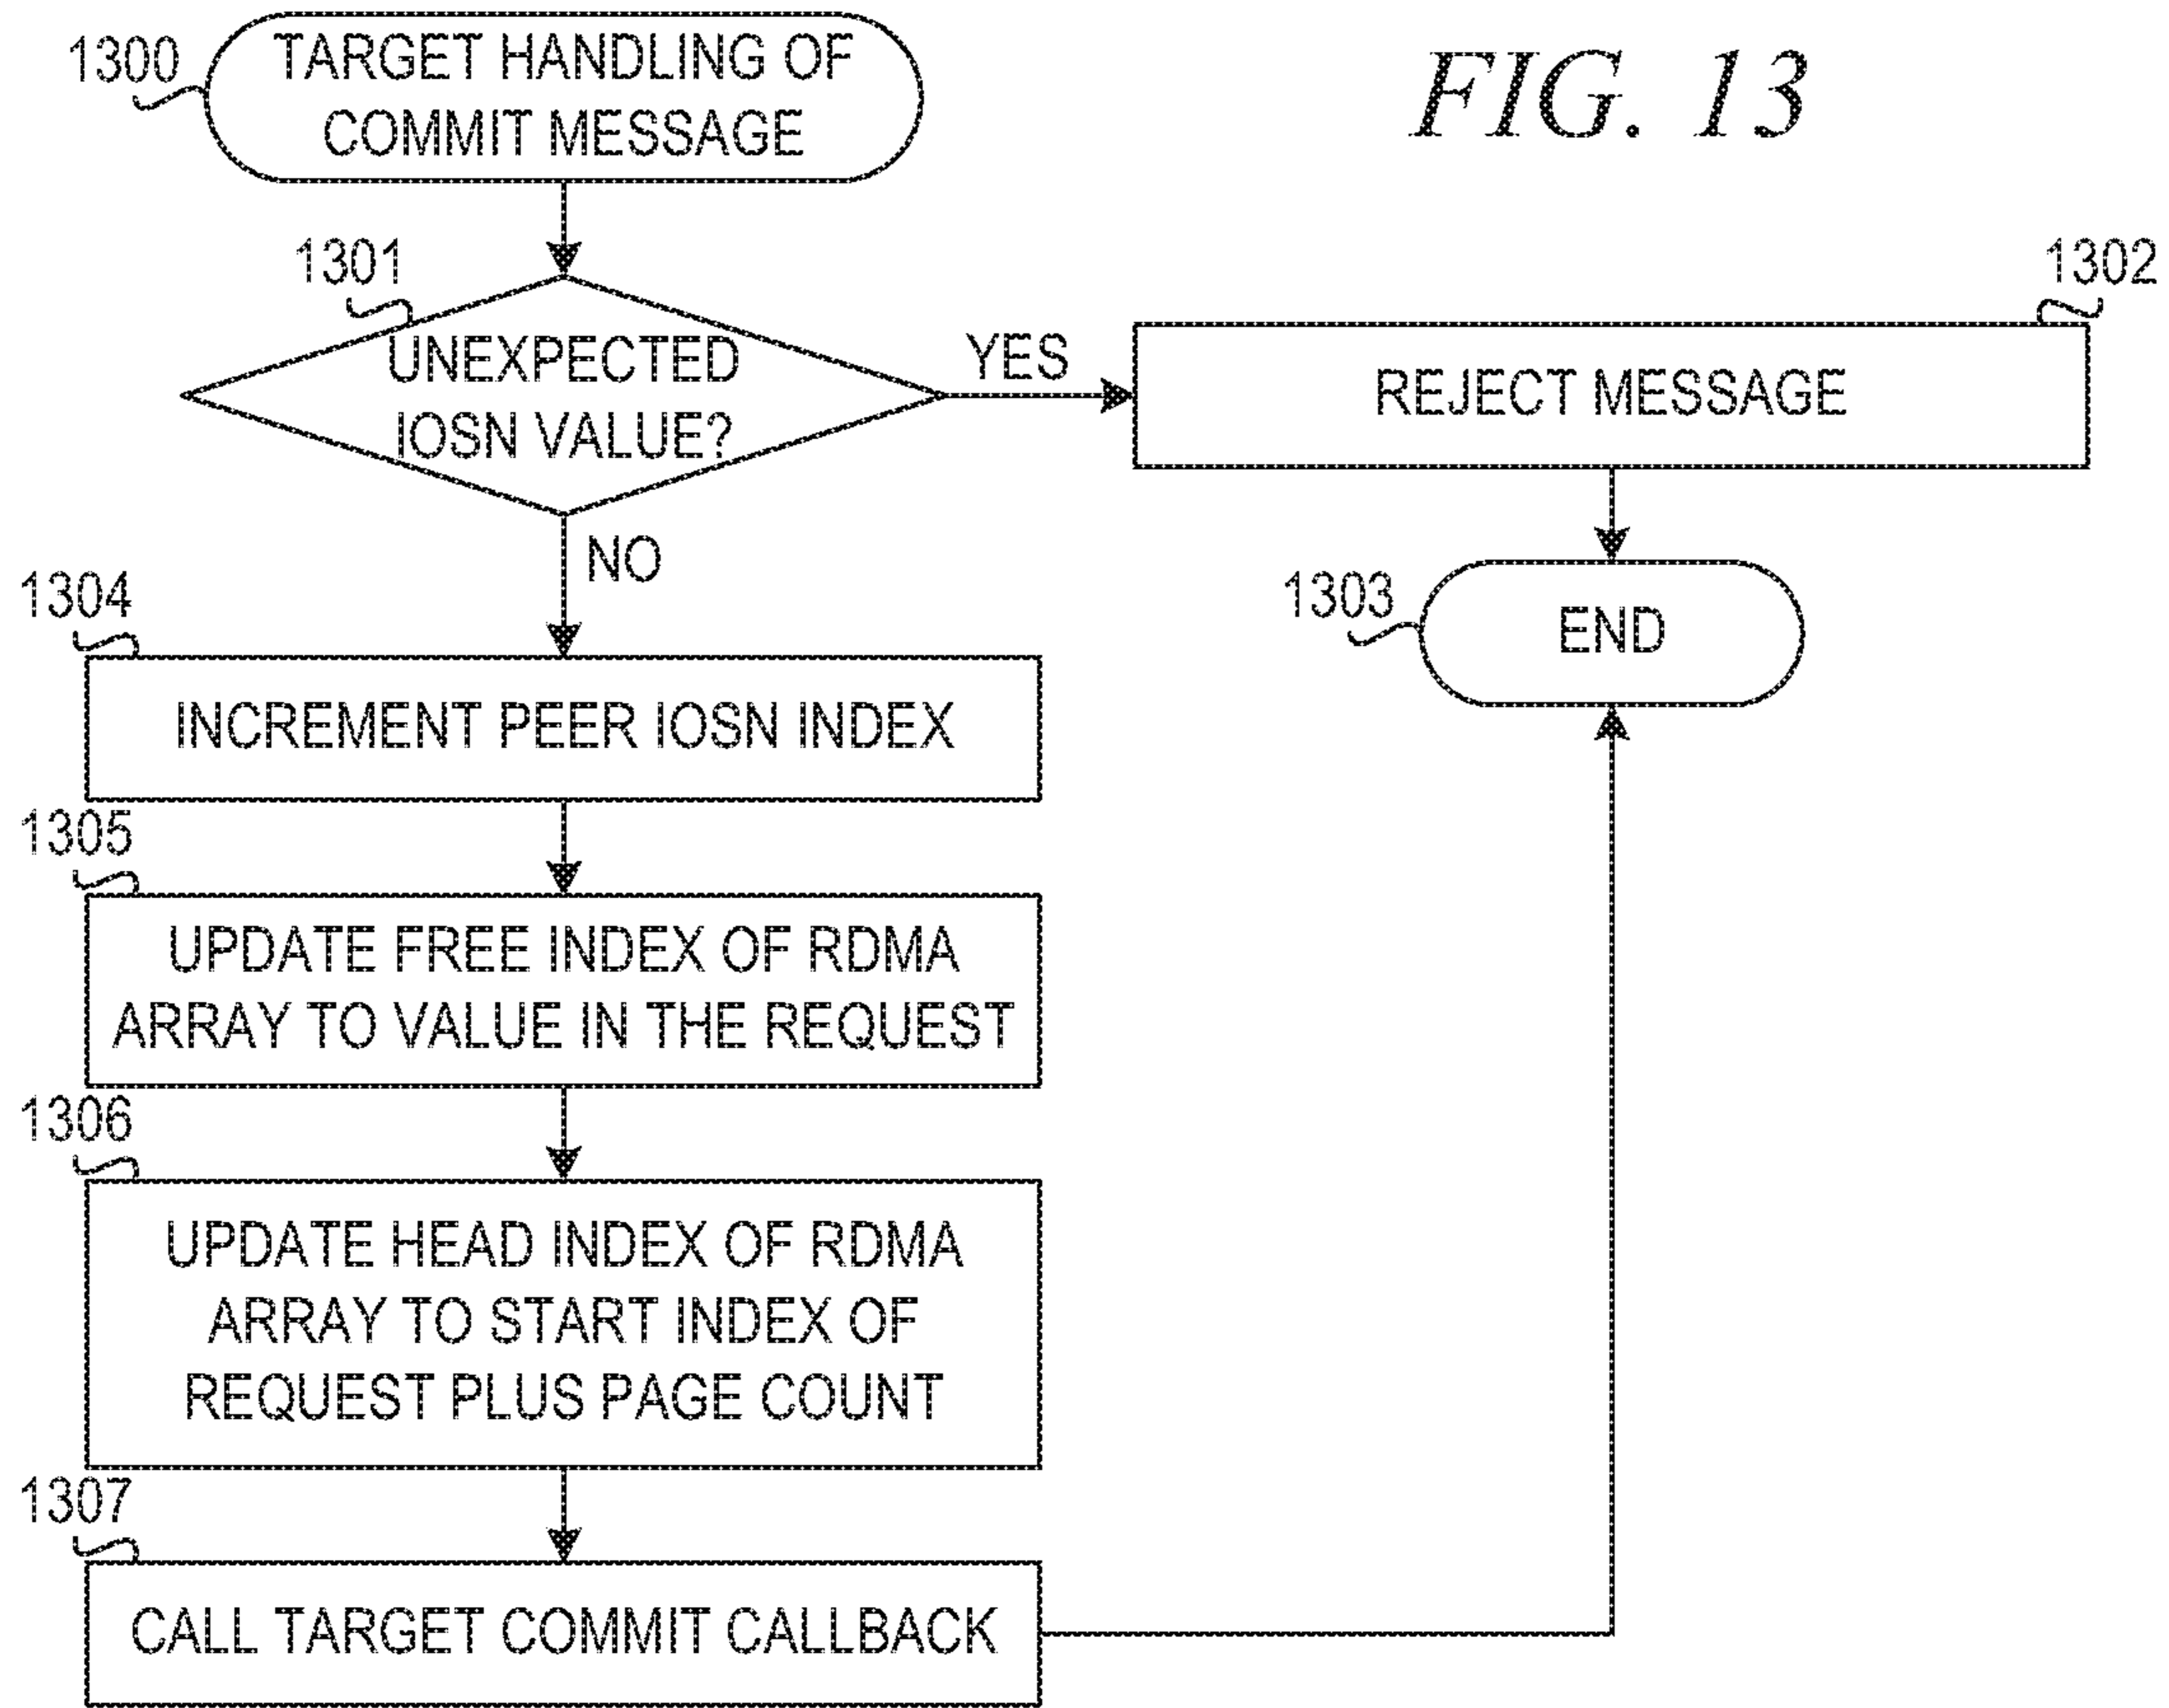 1300
TARGET HANDLING OF
COMMIT MESSAGE
FIG. 13
1301
UNEXPECTED
IOSN VALUE?
YES
1302
REJECT MESSAGE
NO
1303
END
1304
INCREMENT PEER IOSN INDEX
1305
UPDATE FREE INDEX OF RDMA
ARRAY TO VALUE IN THE REQUEST
1306
UPDATE HEAD INDEX OF RDMA
ARRAY TO START INDEX OF
REQUEST PLUS PAGE COUNT
1307
CALL TARGET COMMIT CALLBACK